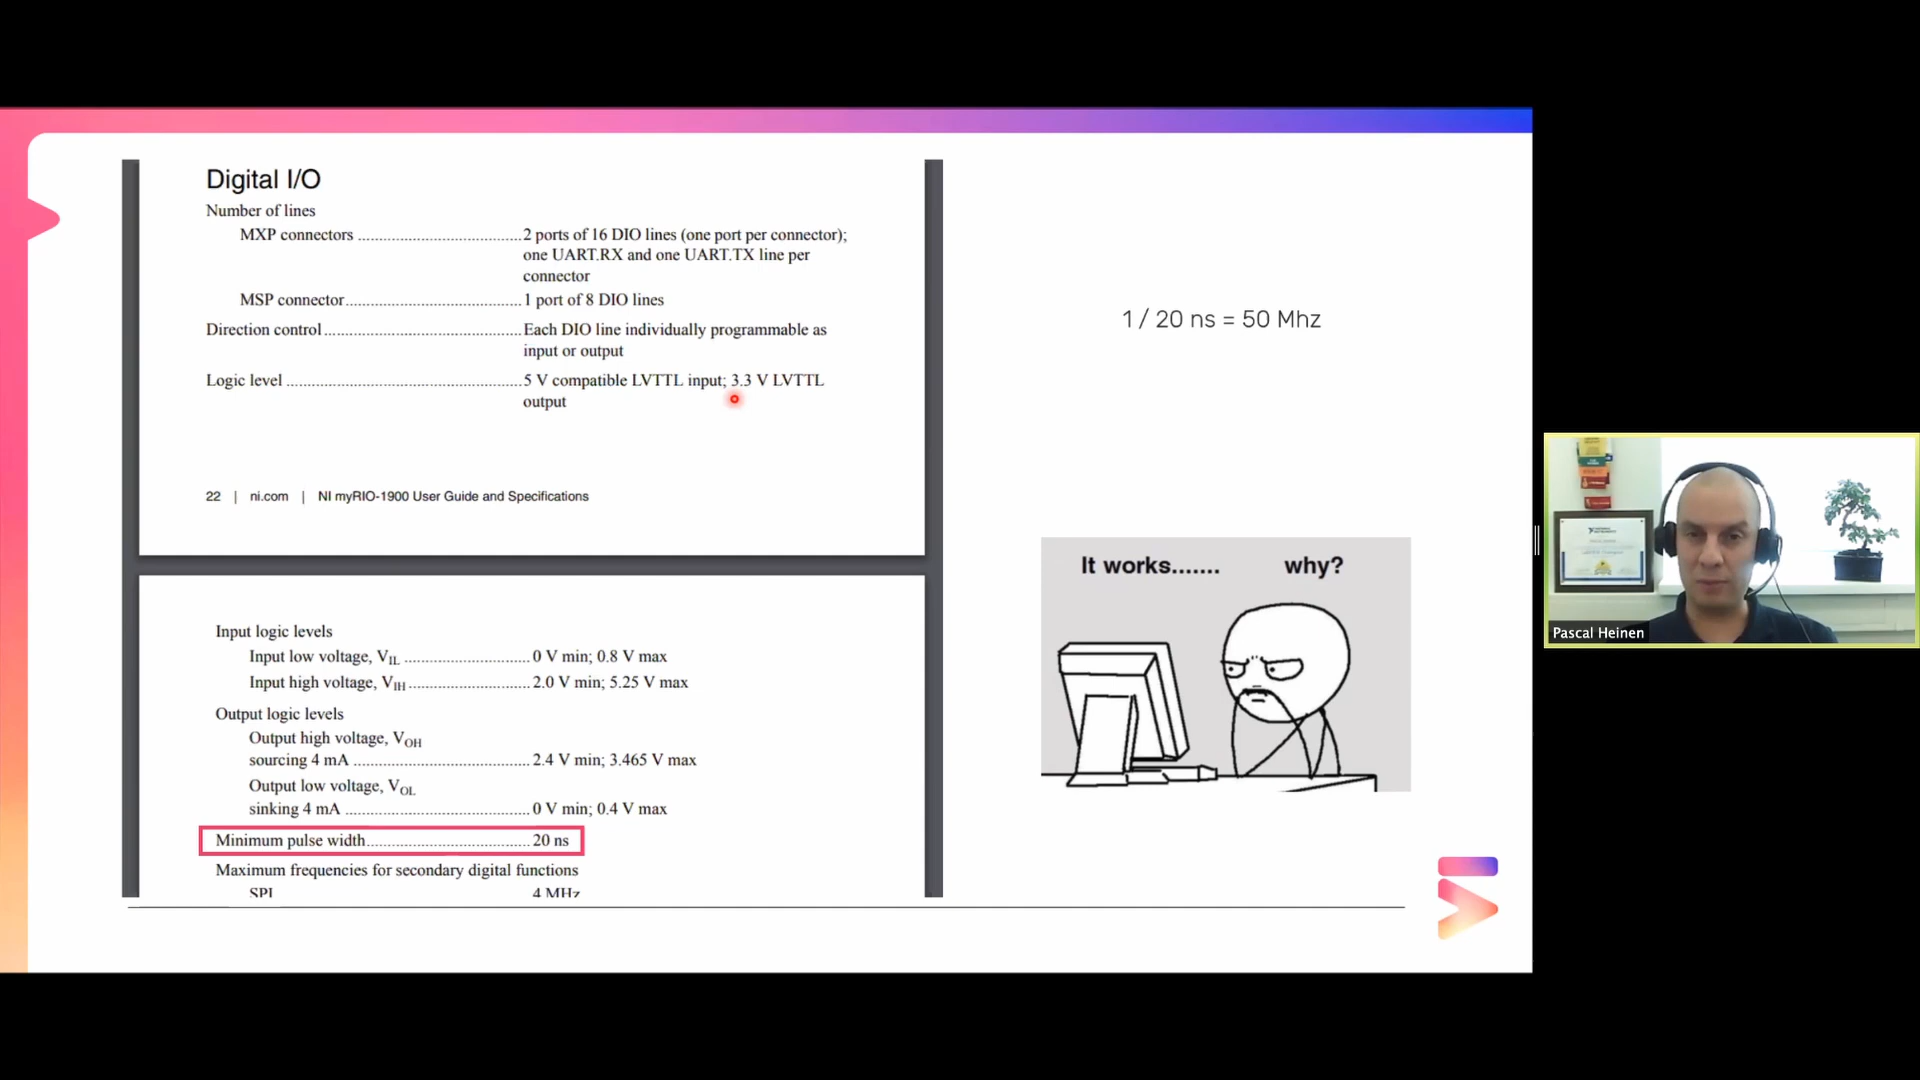 Digital I/O
Number of lines
MXP connectors ........................................2 ports of 16 DIO lines (one port per connector);
one UART.RX and one UART.TX line per
connector
MSP connector...........................................1 port of 8 DIO lines
Direction control................................................Each DIO line individually programmable as
input or output
Logic level .........................................................5 V compatible LVTTL input; 3.3 V LVTTL
output
22 | ni.com | NI myRIO-1900 User Guide and Specifications
Input logic levels
Input low voltage, VIL ..............................0 V min; 0.8 V max
Input high voltage, VIH..............................2.0 V min; 5.25 V max
Output logic levels
Output high voltage, VOH
sourcing 4 mA ...........................................2.4 V min; 3.465 V max
Output low voltage, VOL
sinking 4 mA .............................................0 V min; 0.4 V max
Minimum pulse width........................................20 ns
Maximum frequencies for secondary digital functions
SPI 4 MHz
1 / 20 ns = 50 Mhz
It works....... why?
Pascal Heinen